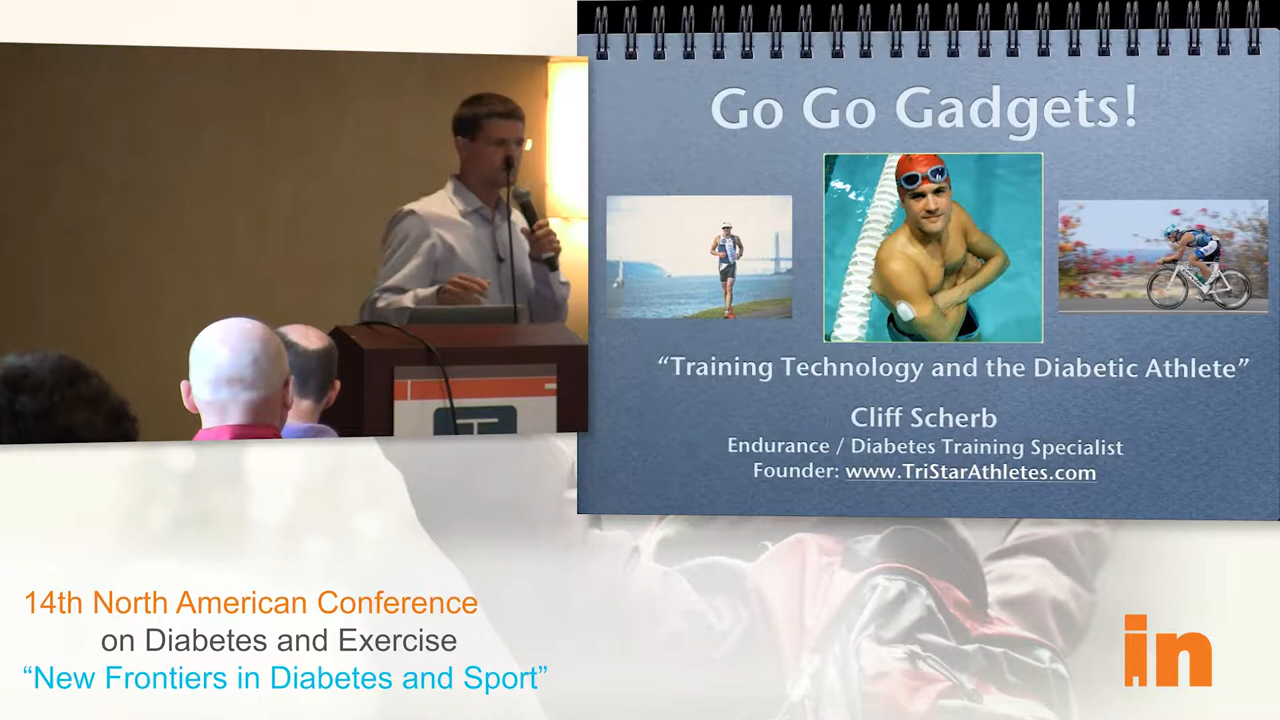 Go Go Gadgets!
“Training Technology and the Diabetic Athlete”
Cliff Scherb
Endurance / Diabetes Training Specialist
Founder: www.TriStarAthletes.com
14th North American Conference
on Diabetes and Exercise
“New Frontiers in Diabetes and Sport”
in